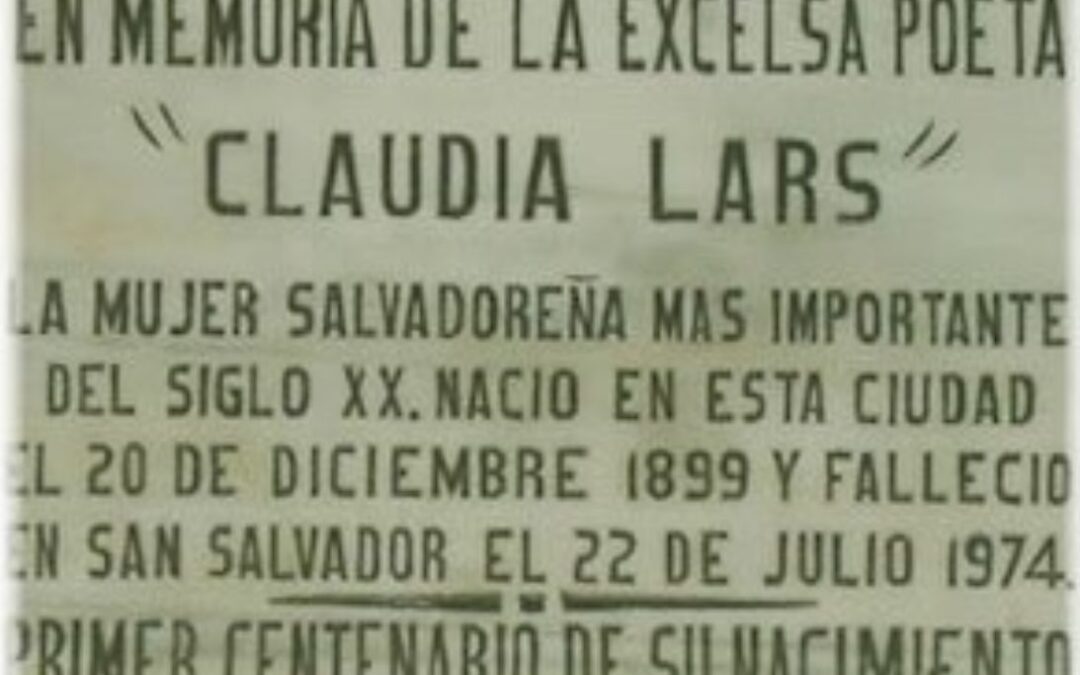 EN MEMORIA DE LA EXCELSA POETA
"CLAUDIA LARS"
LA MUJER SALVADOREÑA MAS IMPORTANTE
DEL SIGLO XX. NACIO EN ESTA CIUDAD
EL 20 DE DICIEMBRE 1899 Y FALLECIO
EN SAN SALVADOR EL 22 DE JULIO 1974.
PRIMER CENTENARIO DE SU NACIMIENTO